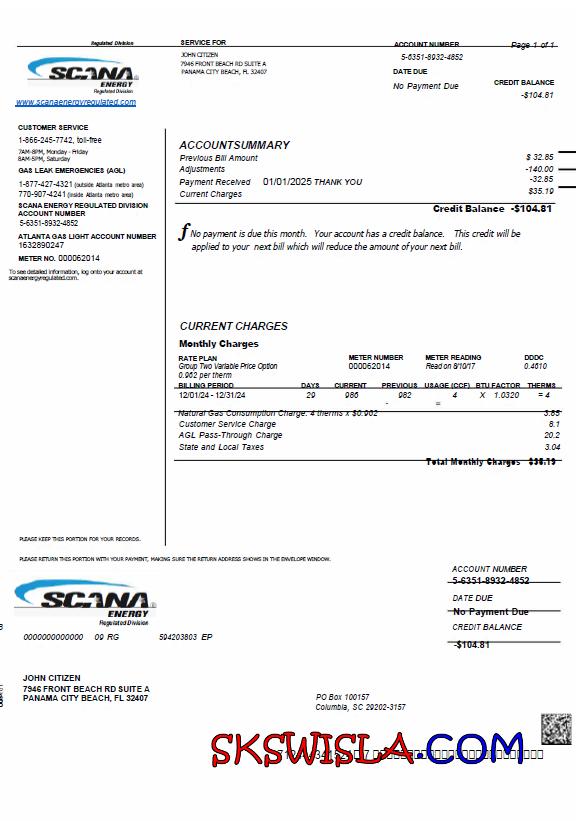 Regulated Division
SERVICE FOR
ACCOUNT NUMBER
Page 1 of 1
SCANA
ENERGY
Regulated Division
www.scanaenergyregulated.com
JOHN CITIZEN
7946 FRONT BEACH RD SUITE A
PANAMA CITY BEACH, FL 32407
5-6351-8932-4852
DATE DUE
No Payment Due
CREDIT BALANCE
-$104.81
CUSTOMER SERVICE
1-866-245-7742, toll-free
7AM-8PM, Monday - Friday
8AM-5PM, Saturday
GAS LEAK EMERGENCIES (AGL)
1-877-427-4321 (outside Atlanta metro area)
770-907-4241 (inside Atlanta metro area)
SCANA ENERGY REGULATED DIVISION
ACCOUNT NUMBER
5-6351-8932-4852
ATLANTA GAS LIGHT ACCOUNT NUMBER
1632890247
METER NO. 000062014
To see detailed information, log onto your account at
scanaenergyregulated.com.
ACCOUNTSUMMARY
Previous Bill Amount $ 32.85
Adjustments -140.00
Payment Received 01/01/2025 THANK YOU -32.85
Current Charges $35.19
Credit Balance -$104.81
f No payment is due this month. Your account has a credit balance. This credit will be
applied to your next bill which will reduce the amount of your next bill.
CURRENT CHARGES
Monthly Charges
RATE PLAN METER NUMBER METER READING DDDC
Group Two Variable Price Option 000062014 Read on 8/10/17 0.4610
0.962 per therm
BILLING PERIOD DAYS CURRENT PREVIOUS USAGE (CCF) BTU FACTOR THERMS
12/01/24 - 12/31/24 29 986 982 4 X 1.0320 = 4
- =
Natural Gas Consumption Charge: 4 therms x $0.962 3.85
Customer Service Charge 8.1
AGL Pass-Through Charge 20.2
State and Local Taxes 3.04
Total Monthly Charges $35.19
PLEASE KEEP THIS PORTION FOR YOUR RECORDS.
PLEASE RETURN THIS PORTION WITH YOUR PAYMENT, MAKING SURE THE RETURN ADDRESS SHOWS IN THE ENVELOPE WINDOW.
SCANA
ENERGY
Regulated Division
ACCOUNT NUMBER
5-6351-8932-4852
DATE DUE
No Payment Due
CREDIT BALANCE
-$104.81
0000000000000 09 RG 594203803 EP
JOHN CITIZEN
7946 FRONT BEACH RD SUITE A
PANAMA CITY BEACH, FL 32407
PO Box 100157
Columbia, SC 29202-3157
SKSWISLA.COM